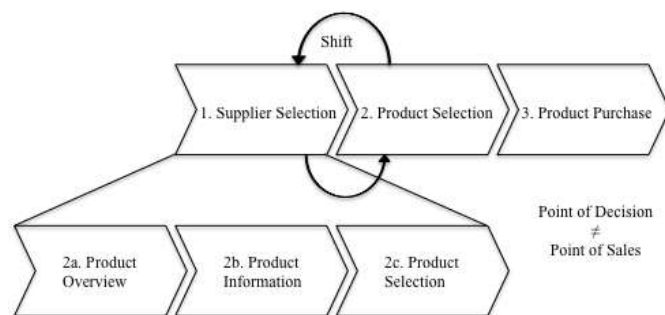 Shift
1. Supplier Selection
2. Product Selection
3. Product Purchase
Point of Decision
≠
Point of Sales
2a. Product
Overview
2b. Product
Information
2c. Product
Selection